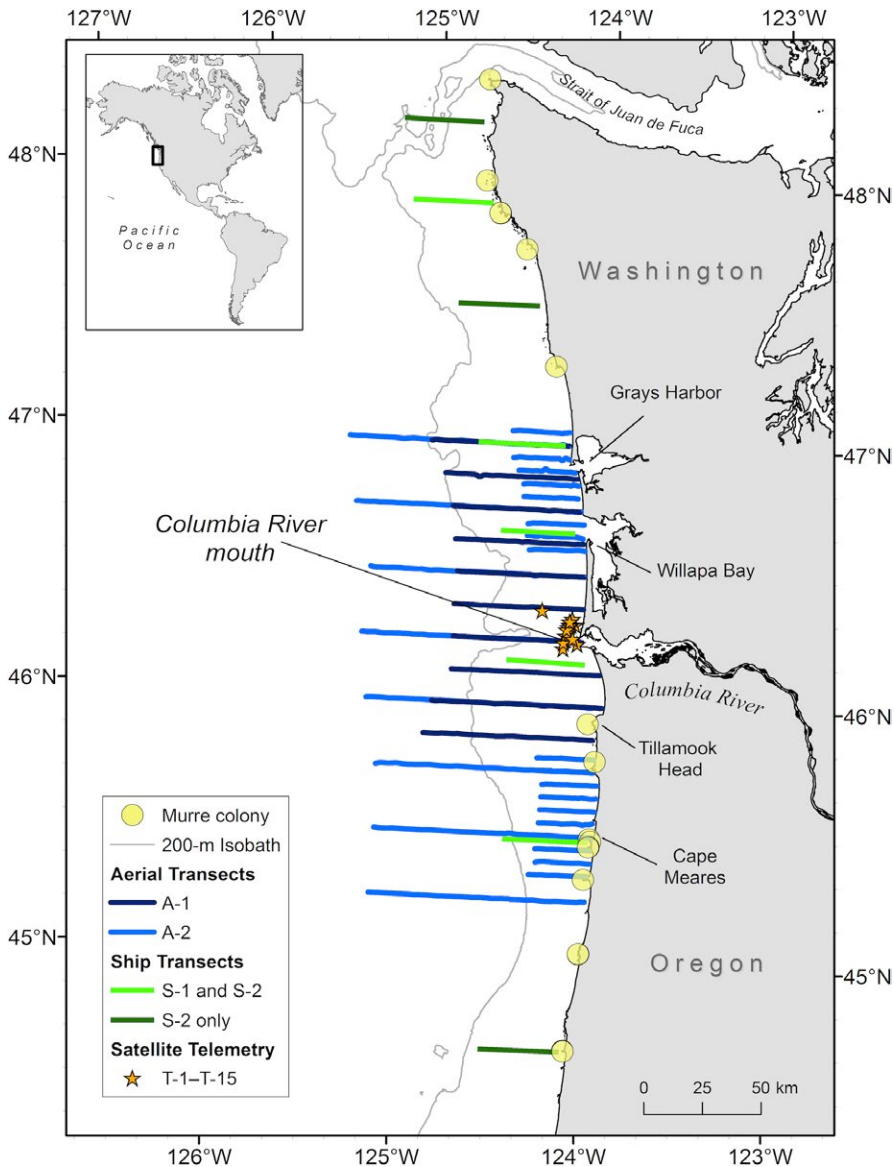 127°W 126°W 125°W 124°W 123°W
Strait of Juan de Fuca
48°N
48°N
Pacific
Ocean
Washington
47°N
Grays Harbor
47°N
Columbia River
mouth
Willapa Bay
46°N
Columbia River
46°N
Tillamook
Head
Murre colony
200-m Isobath
Aerial Transects
A-1
A-2
Ship Transects
S-1 and S-2
S-2 only
Satellite Telemetry
T-1–T-15
Cape
Meares
45°N
Oregon
45°N
0 25 50 km
126°W 125°W 124°W 123°W